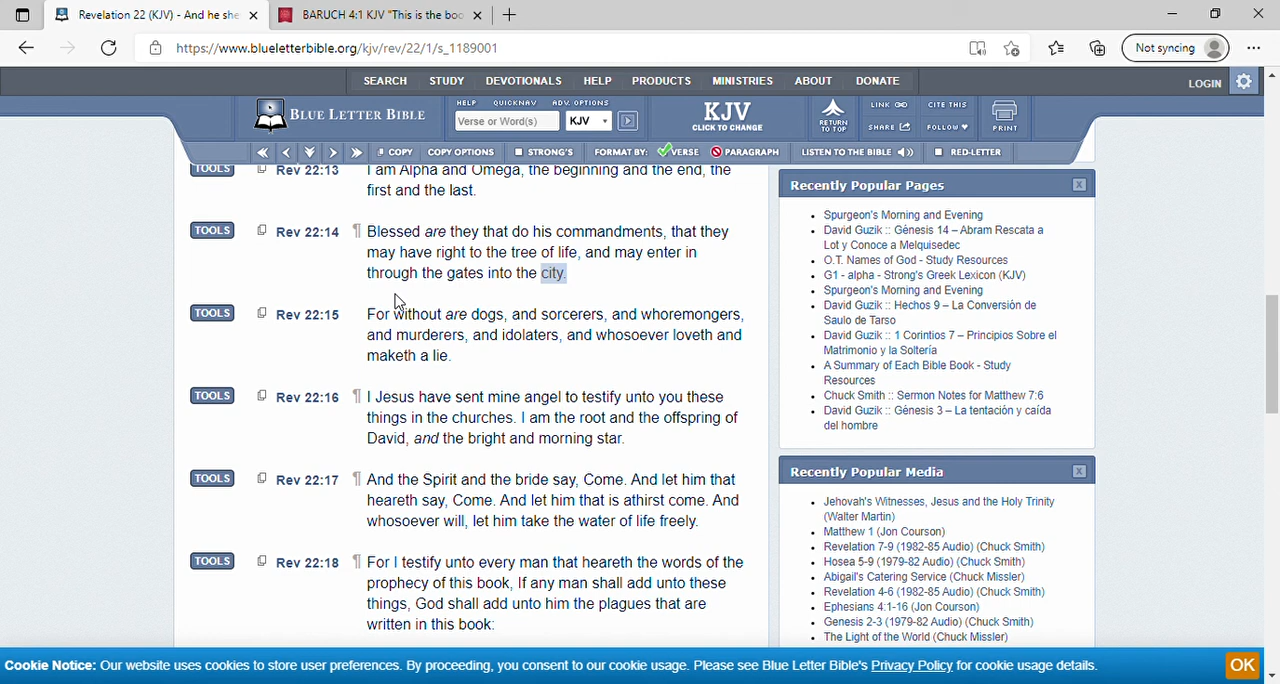 Revelation 22 (KJV) - And he she
BARUCH 4:1 KJV "This is the boo
https://www.blueletterbible.org/kjv/rev/22/1/s_1189001
Not syncing
SEARCH STUDY DEVOTIONALS HELP PRODUCTS MINISTRIES ABOUT DONATE
LOGIN
BLUE LETTER BIBLE
HELP QUICKNAV ADV. OPTIONS
Verse or Word(s) KJV
KJV
CLICK TO CHANGE
RETURN TO TOP
LINK CITE THIS
SHARE FOLLOW
PRINT
COPY COPY OPTIONS STRONG'S FORMAT BY: VERSE PARAGRAPH LISTEN TO THE BIBLE RED-LETTER
TOOLS Rev 22:13 I am Alpha and Omega, the beginning and the end, the
first and the last.
TOOLS Rev 22:14 ¶ Blessed are they that do his commandments, that they
may have right to the tree of life, and may enter in
through the gates into the city.
TOOLS Rev 22:15 For without are dogs, and sorcerers, and whoremongers,
and murderers, and idolaters, and whosoever loveth and
maketh a lie.
TOOLS Rev 22:16 ¶ I Jesus have sent mine angel to testify unto you these
things in the churches. I am the root and the offspring of
David, and the bright and morning star.
TOOLS Rev 22:17 ¶ And the Spirit and the bride say, Come. And let him that
heareth say, Come. And let him that is athirst come. And
whosoever will, let him take the water of life freely.
TOOLS Rev 22:18 ¶ For I testify unto every man that heareth the words of the
prophecy of this book, If any man shall add unto these
things, God shall add unto him the plagues that are
written in this book:
Recently Popular Pages
Spurgeon's Morning and Evening
David Guzik :: Génesis 14 – Abram Rescata a
Lot y Conoce a Melquisedec
O.T. Names of God - Study Resources
G1 - alpha - Strong's Greek Lexicon (KJV)
Spurgeon's Morning and Evening
David Guzik :: Hechos 9 – La Conversión de
Saulo de Tarso
David Guzik :: 1 Corintios 7 – Principios Sobre el
Matrimonio y la Soltería
A Summary of Each Bible Book - Study
Resources
Chuck Smith :: Sermon Notes for Matthew 7:6
David Guzik :: Génesis 3 – La tentación y caída
del hombre
Recently Popular Media
Jehovah's Witnesses, Jesus and the Holy Trinity
(Walter Martin)
Matthew 1 (Jon Courson)
Revelation 7-9 (1982-85 Audio) (Chuck Smith)
Hosea 5-9 (1979-82 Audio) (Chuck Smith)
Abigail's Catering Service (Chuck Missler)
Revelation 4-6 (1982-85 Audio) (Chuck Smith)
Ephesians 4:1-16 (Jon Courson)
Genesis 2-3 (1979-82 Audio) (Chuck Smith)
The Light of the World (Chuck Missler)
Cookie Notice: Our website uses cookies to store user preferences. By proceeding, you consent to our cookie usage. Please see Blue Letter Bible's Privacy Policy for cookie usage details.
OK